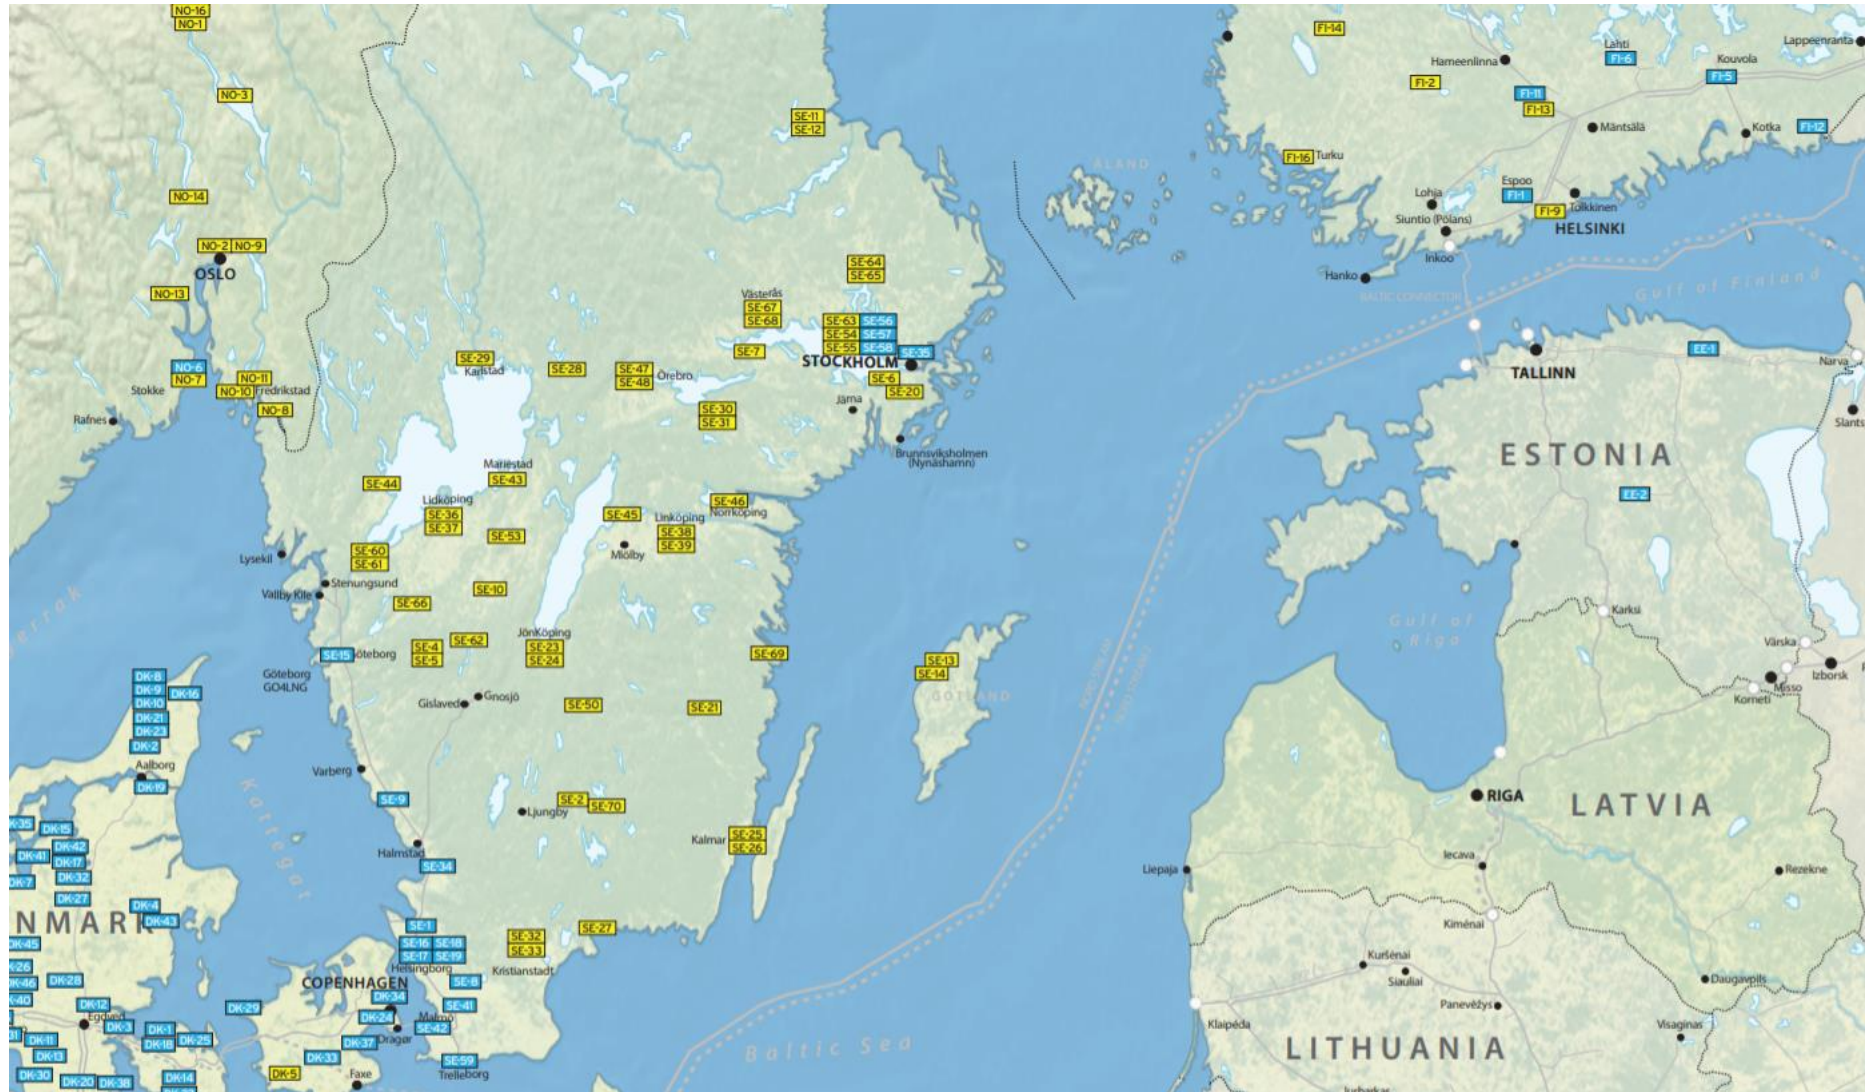 NO-16
NO-1
NO-3
NO-14
NO-2 NO-9
OSLO
NO-13
NO-6
NO-7
Stokke
NO-11
NO-10 Fredrikstad
NO-8
Rafnes
SE-11
SE-12
SE-64
SE-65
Västerås
SE-67
SE-68
SE-63 SE-56
SE-54 SE-57
SE-55 SE-58
SE-7
STOCKHOLM
SE-35
SE-6
SE-20
Järna
Brunnsviksholmen
(Nynäshamn)
SE-29
Karlstad
SE-28
SE-47
SE-48
Örebro
SE-30
SE-31
Mariestad
SE-43
SE-44
Lidköping
SE-36
SE-37
SE-53
SE-45
Mjölby
Linköping
SE-38
SE-39
SE-46
Norrköping
SE-60
SE-61
Lysekil
Stenungsund
Vallby Kile
SE-10
SE-66
SE-4
SE-5
SE-62
JönKöping
SE-23
SE-24
SE-15
Göteborg
GO4LNG
Gislaved
Gnosjö
SE-50
SE-21
SE-69
SE-13
SE-14
GOTLAND
Varberg
SE-9
SE-2
SE-70
Ljungby
Halmstad
SE-34
Kalmar
SE-25
SE-26
SE-27
SE-32
SE-33
Kristianstadt
SE-1
SE-16 SE-18
SE-17 SE-19
Helsingborg
SE-8
SE-41
Malmö
SE-42
SE-59
Trelleborg
Kattegat
DK-8
DK-9
DK-10
DK-16
DK-21
DK-23
DK-2
Aalborg
DK-19
DK-15
DK-42
DK-41
DK-17
DK-32
DK-27
DK-4
DK-43
DK-28
DK-12
Egdved
DK-3
DK-1
DK-18
DK-25
DK-11
DK-13
DK-30
DK-20
DK-38
DK-14
DK-29
COPENHAGEN
DK-34
DK-24
Dragør
DK-37
DK-33
DK-5
Faxe
Baltic Sea
NORD STREAM
ÅLAND
FI-14
FI-2
Hameenlinna
Lahti
FI-6
Kouvola
FI-5
Lappeenranta
FI-11
FI-13
Mäntsälä
Kotka
FI-12
FI-16 Turku
Espoo
FI-1
Lohja
Siuntio (Pölans)
FI-9
Tolkkinen
HELSINKI
Inkoo
Hanko
BALTIC CONNECTOR
Gulf of Finland
TALLINN
EE-1
Narva
Slants
ESTONIA
EE-2
Gulf of
Riga
Karksi
Värska
Izborsk
Misso
Korneti
RIGA
LATVIA
Iecava
Rezekne
Liepaja
Kiménai
Kuršénai
Siauliai
Daugavpils
Panevėžys
Klaipéda
Visaginas
LITHUANIA